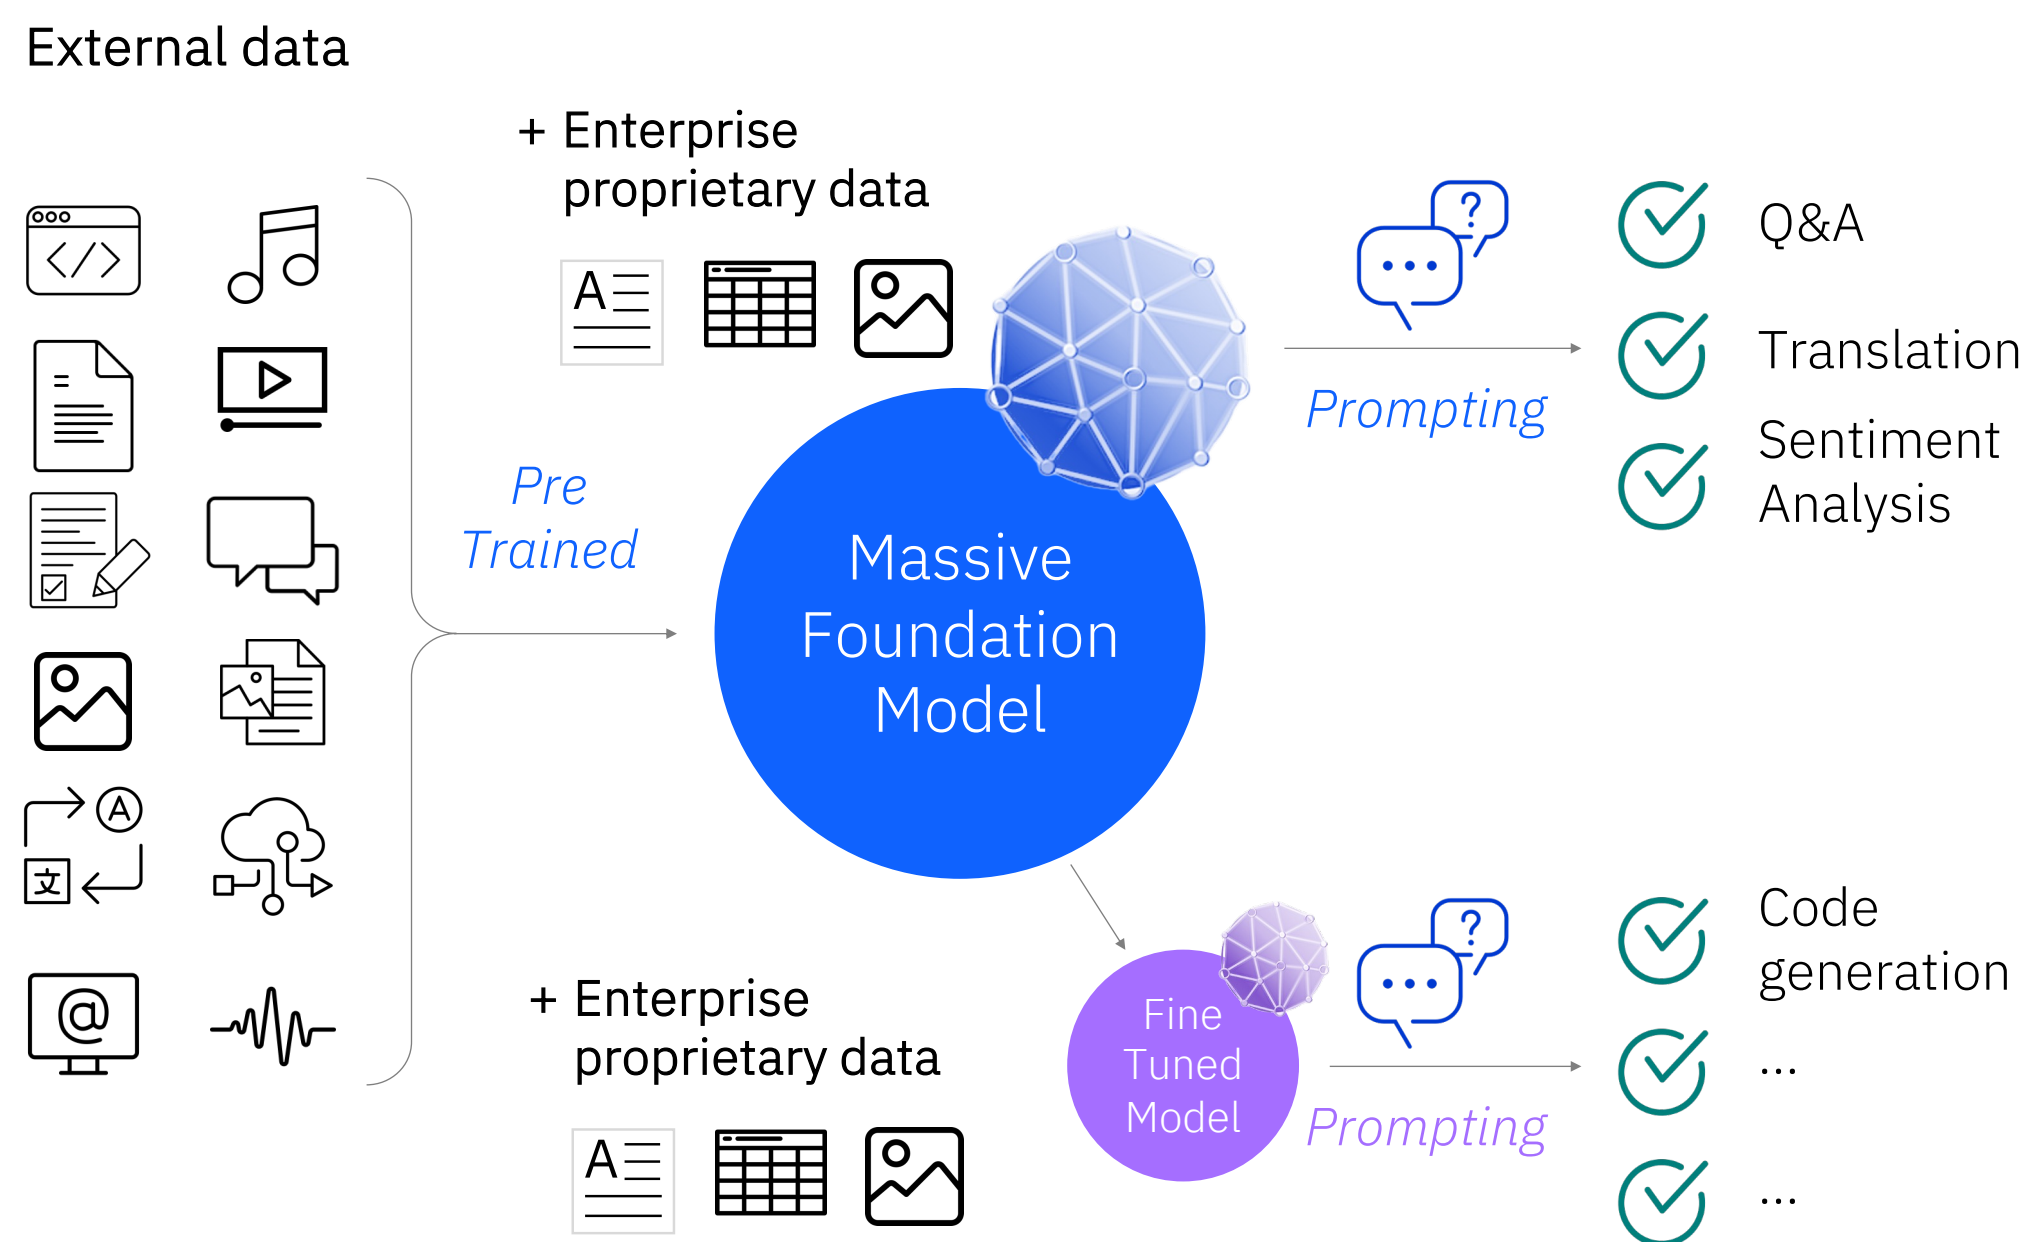 External data
+ Enterprise
proprietary data
A
Pre
Trained
Massive
Foundation
Model
?
Prompting
Q&A
Translation
Sentiment
Analysis
</>
A
文
@
+ Enterprise
proprietary data
A
Fine
Tuned
Model
?
Prompting
Code
generation
...
...